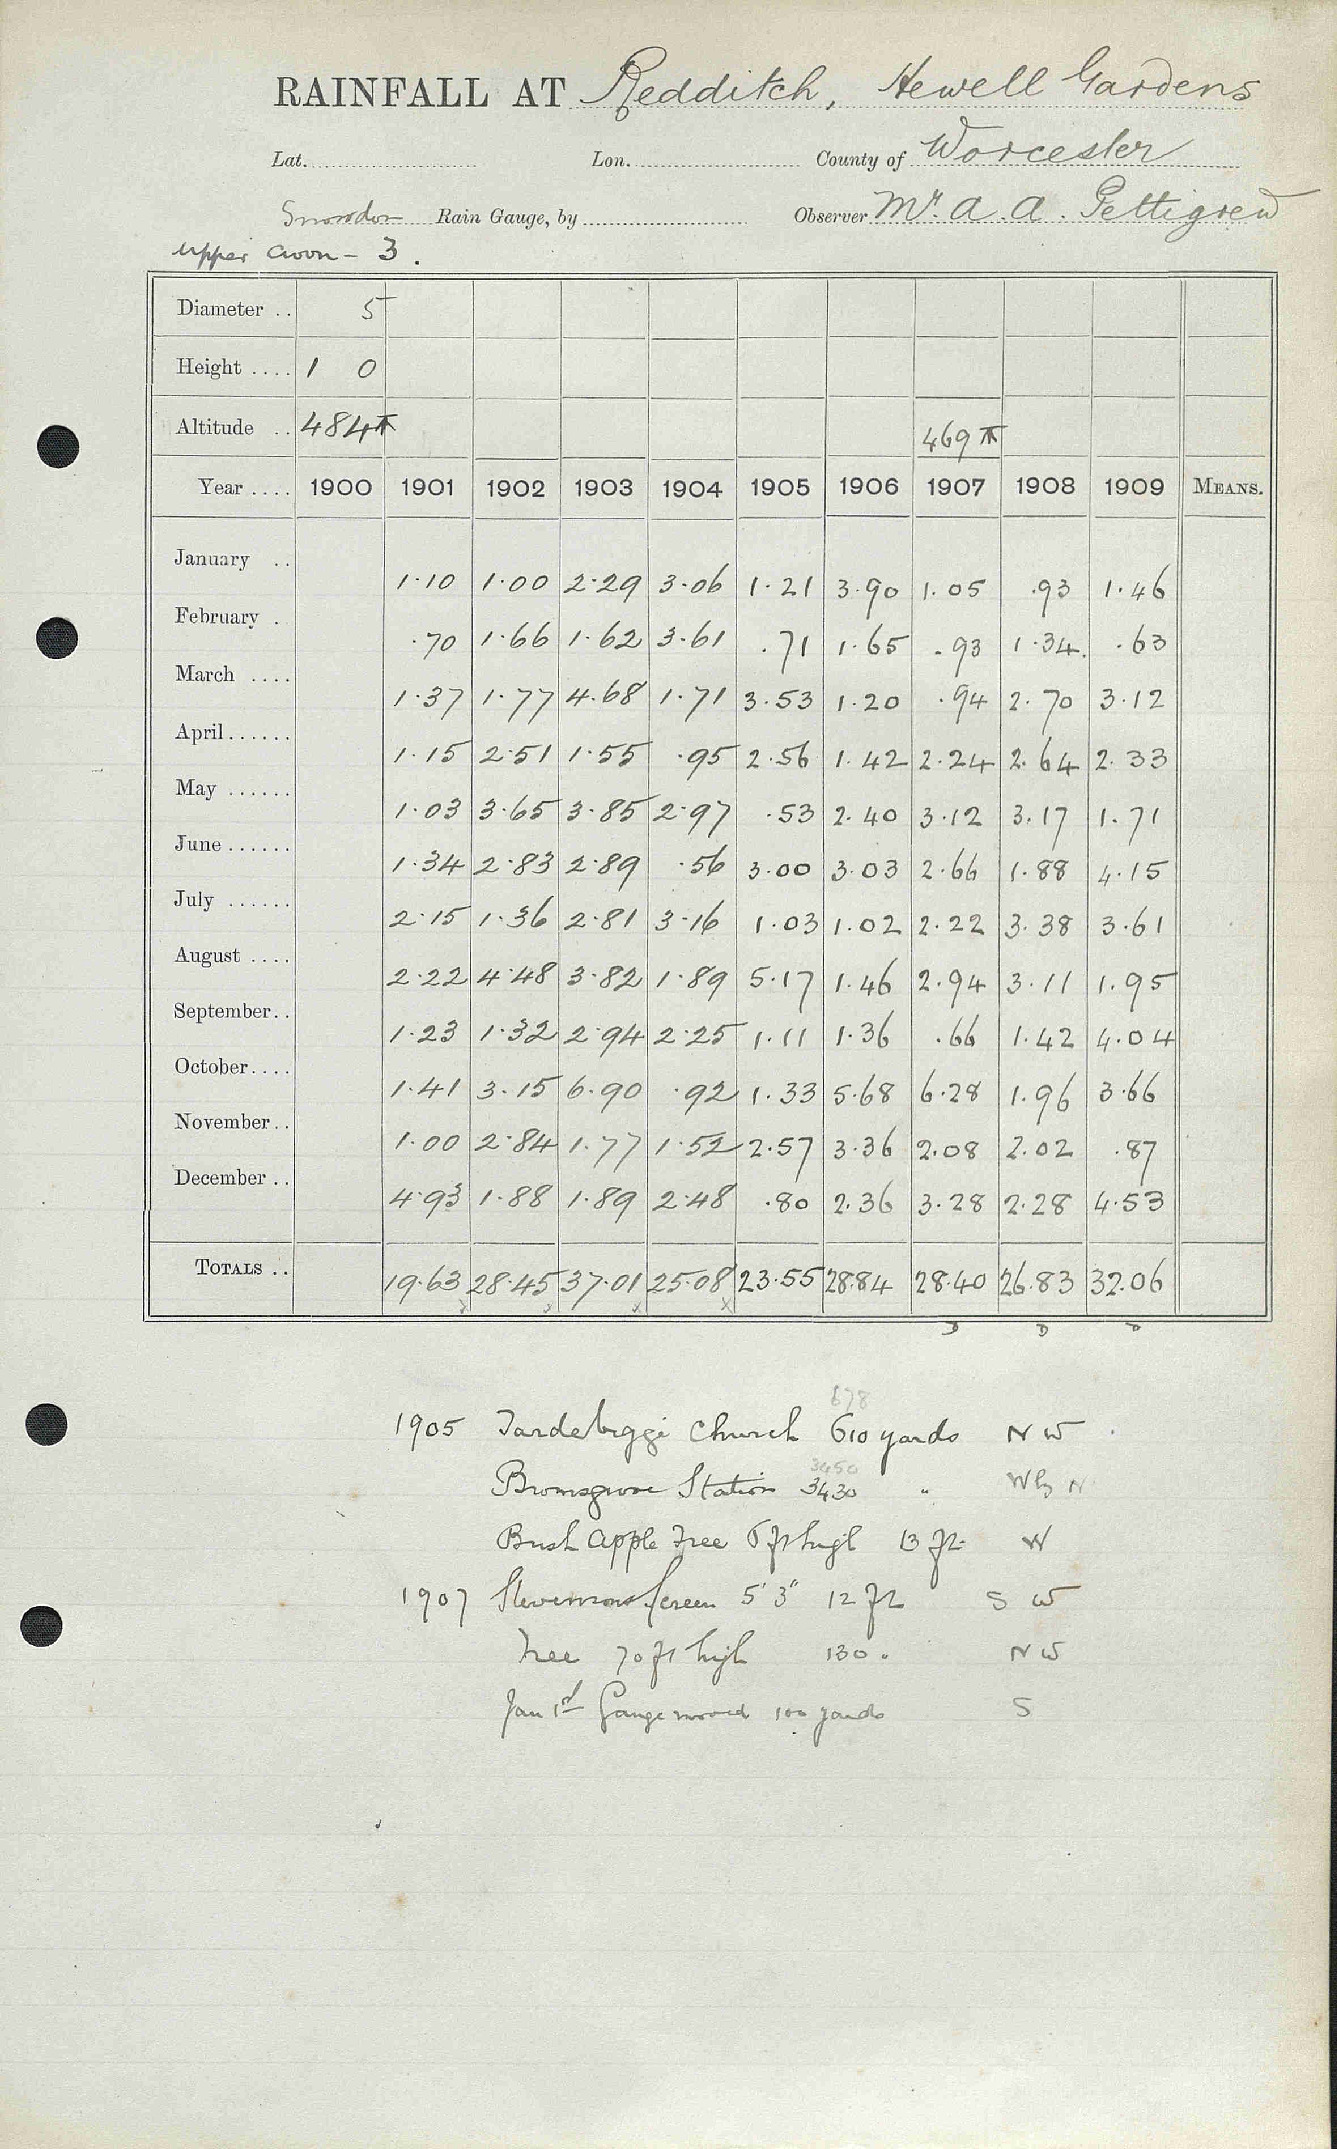 RAINFALL AT Redditch, Hewell Gardens
Lat. Lon. County of Worcester
Snowdon Rain Gauge, by Observer Mr. A. A. Pettigrew
Upper Avon - 3.
Diameter .. 5
Height .... 1 0
Altitude .. 484 469
Year .... 1900 1901 1902 1903 1904 1905 1906 1907 1908 1909 MEANS.
January .. 1.10 1.00 2.29 3.06 1.21 3.90 1.05 .93 1.46
February . .70 1.66 1.62 3.61 .71 1.65 .93 1.34 .63
March .... 1.37 1.77 4.68 1.71 3.53 1.20 .94 2.70 3.12
April...... 1.15 2.51 1.55 .95 2.56 1.42 2.24 2.64 2.33
May ...... 1.03 3.65 3.85 2.97 .53 2.40 3.12 3.17 1.71
June ...... 1.34 2.83 2.89 .56 3.00 3.03 2.66 1.88 4.15
July ...... 2.15 1.36 2.81 3.16 1.03 1.02 2.22 3.38 3.61
August .... 2.22 4.48 3.82 1.89 5.17 1.46 2.94 3.11 1.95
September.. 1.23 1.32 2.94 2.25 1.11 1.36 .66 1.42 4.04
October.... 1.41 3.15 6.90 .92 1.33 5.68 6.28 1.96 3.66
November.. 1.00 2.84 1.77 1.52 2.57 3.36 2.08 2.02 .87
December .. 4.93 1.88 1.89 2.48 .80 2.36 3.28 2.28 4.53
TOTALS .. 19.63 28.45 37.01 25.08 23.55 28.84 28.40 26.83 32.06
x x x x
D D D
678
1905 Tardebigge Church 610 yards N W
3450
Bromsgrove Station 3430 " W by N
Bush Apple Tree 6 ft high 13 ft W
1907 Stevenson Screen 5' 3" 12 ft S W
Tree 70 ft high 130 " N W
Jan 1st Gauge moved 100 yards S